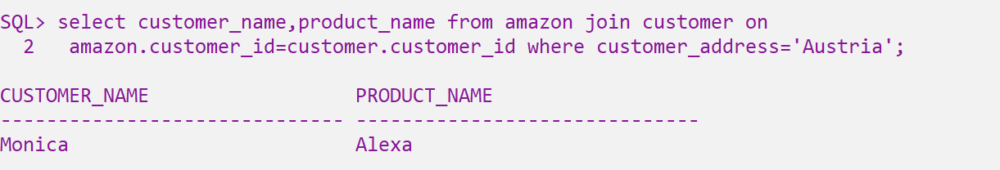 SQL> select customer_name,product_name from amazon join customer on
2 amazon.customer_id=customer.customer_id where customer_address='Austria';
CUSTOMER_NAME PRODUCT_NAME
------------------------------ ------------------------------
Monica Alexa